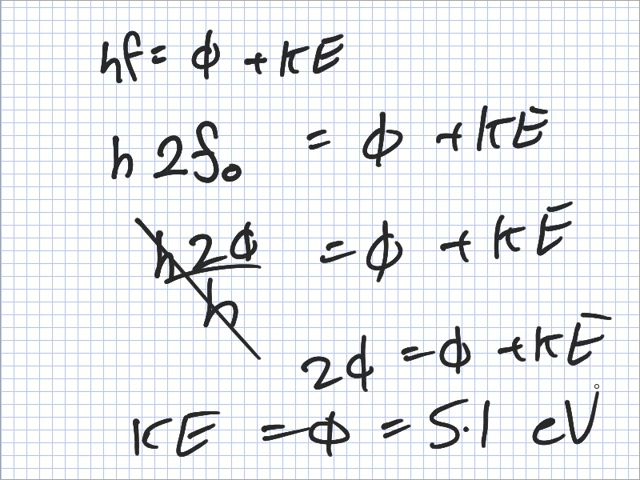 hf = ϕ + KE
h 2f₀ = ϕ + KE
h 2ϕ/h = ϕ + KE
2ϕ = ϕ + KE
KE = ϕ = 5.1 eV